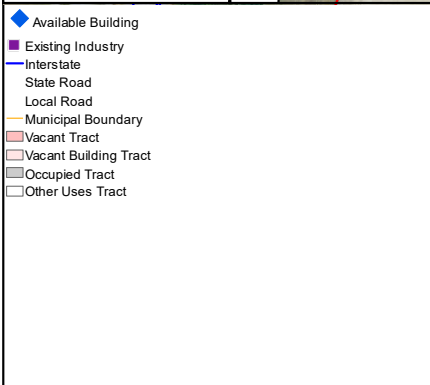 Available Building
Existing Industry
Interstate
State Road
Local Road
Municipal Boundary
Vacant Tract
Vacant Building Tract
Occupied Tract
Other Uses Tract